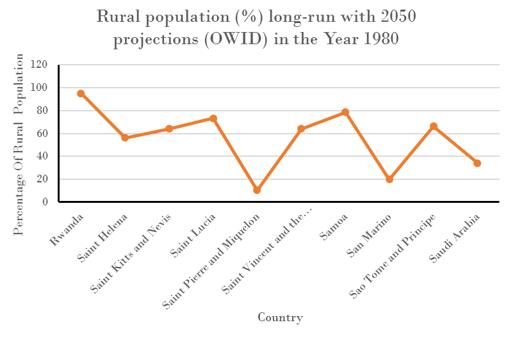 Rural population (%) long-run with 2050
projections (OWID) in the Year 1980
Percentage Of Rural Population
120
100
80
60
40
20
0
Rwanda
Saint Helena
Saint Kitts and Nevis
Saint Lucia
Saint Pierre and Miquelon
Saint Vincent and the…
Samoa
San Marino
Sao Tome and Principe
Saudi Arabia
Country